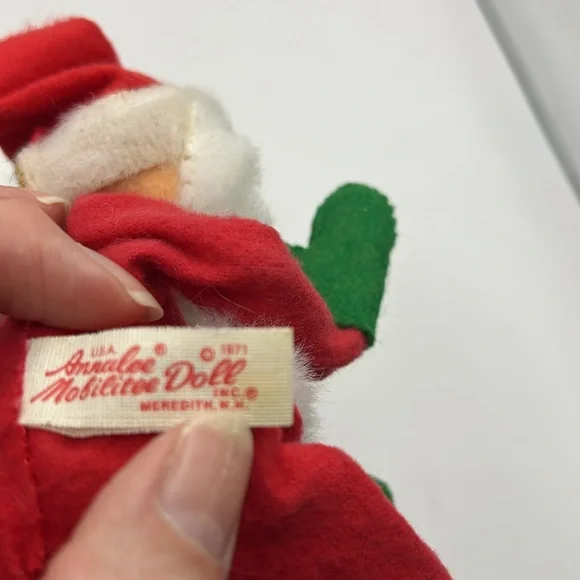 U.S.A. © 1971
Annalee®
Mobilitee Doll
INC.®
MEREDITH, N.H.